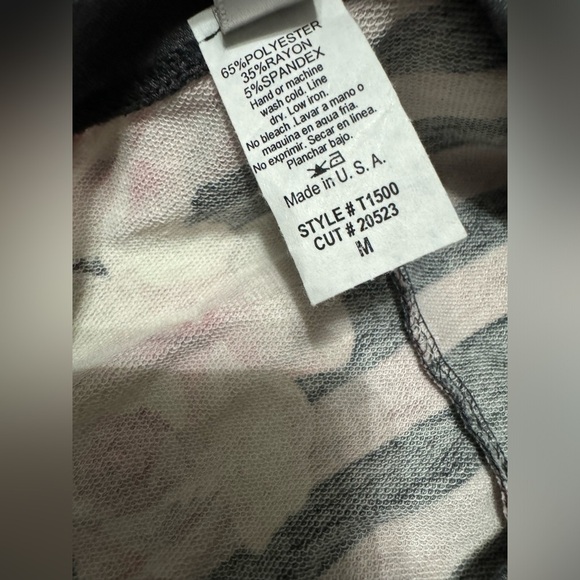 65%POLYESTER
35%RAYON
5%SPANDEX
Hand or machine
wash cold. Line
dry. Low iron.
No bleach .Lavar a mano o
maquina en aqua fria.
No exprimir. Secar en linea.
Planchar bajo.
Made in U. S. A.
STYLE# T1500
CUT # 20523
M